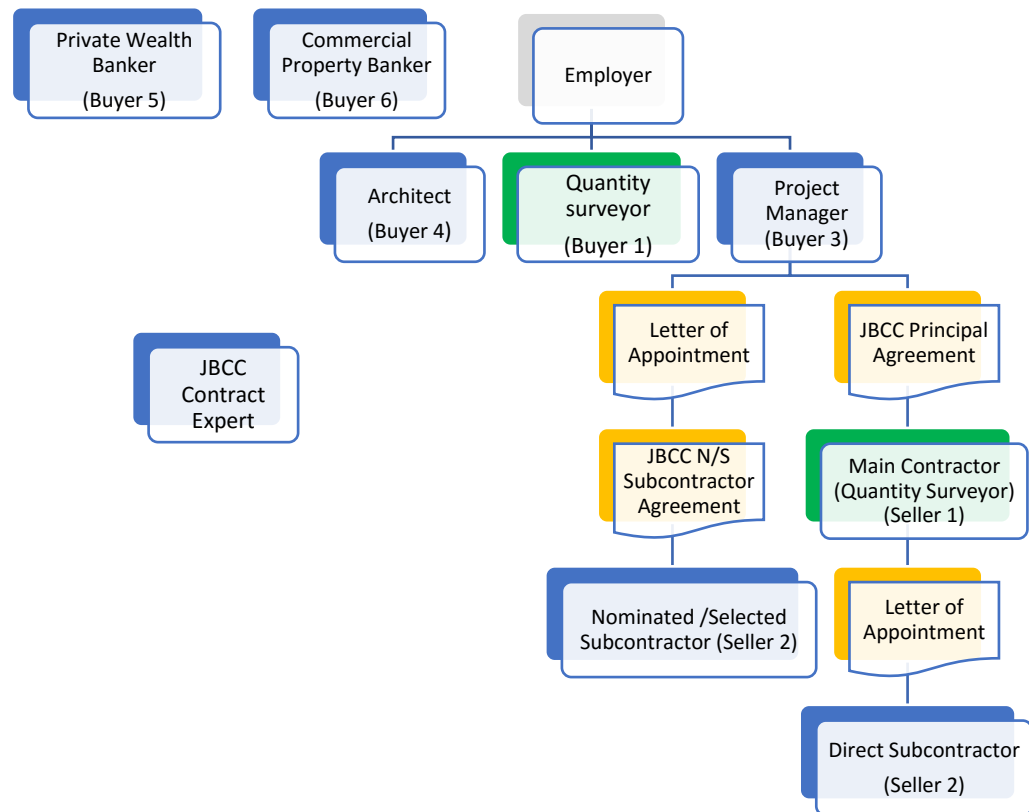 Private Wealth
Banker
(Buyer 5)
Commercial
Property Banker
(Buyer 6)
Employer
Architect
(Buyer 4)
Quantity
surveyor
(Buyer 1)
Project
Manager
(Buyer 3)
Letter of
Appointment
JBCC Principal
Agreement
JBCC
Contract
Expert
JBCC N/S
Subcontractor
Agreement
Main Contractor
(Quantity Surveyor)
(Seller 1)
Nominated /Selected
Subcontractor (Seller 2)
Letter of
Appointment
Direct Subcontractor
(Seller 2)